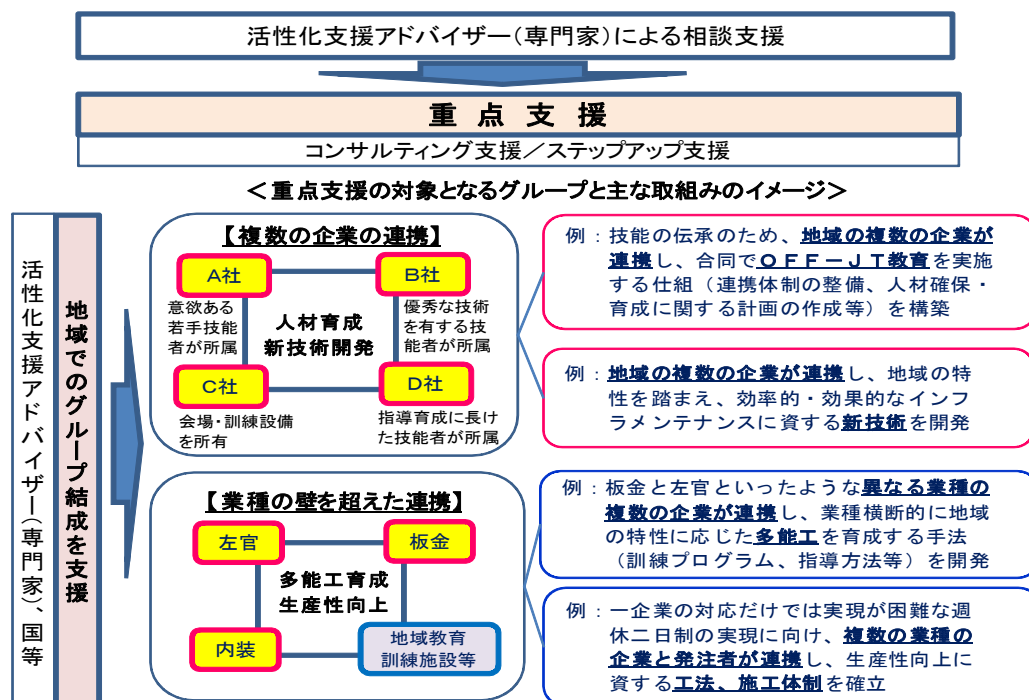 活性化支援アドバイザー（専門家）による相談支援
重点支援
コンサルティング支援／ステップアップ支援
＜重点支援の対象となるグループと主な取組みのイメージ＞
活性化支援アドバイザー（専門家）、国等
地域でのグループ結成を支援
【複数の企業の連携】
A社
B社
意欲ある
若手技能
者が所属
人材育成
新技術開発
優秀な技術
を有する技
能者が所属
C社
D社
会場・訓練設備
を所有
指導育成に長け
た技能者が所属
例：技能の伝承のため、地域の複数の企業が
連携し、合同でＯＦＦ－ＪＴ教育を実施
する仕組（連携体制の整備、人材確保・
育成に関する計画の作成等）を構築
例：地域の複数の企業が連携し、地域の特
性を踏まえ、効率的・効果的なインフ
ラメンテナンスに資する新技術を開発
【業種の壁を超えた連携】
左官
板金
多能工育成
生産性向上
内装
地域教育
訓練施設等
例：板金と左官といったような異なる業種の
複数の企業が連携し、業種横断的に地域
の特性に応じた多能工を育成する手法
（訓練プログラム、指導方法等）を開発
例：一企業の対応だけでは実現が困難な週
休二日制の実現に向け、複数の業種の
企業と発注者が連携し、生産性向上に
資する工法、施工体制を確立